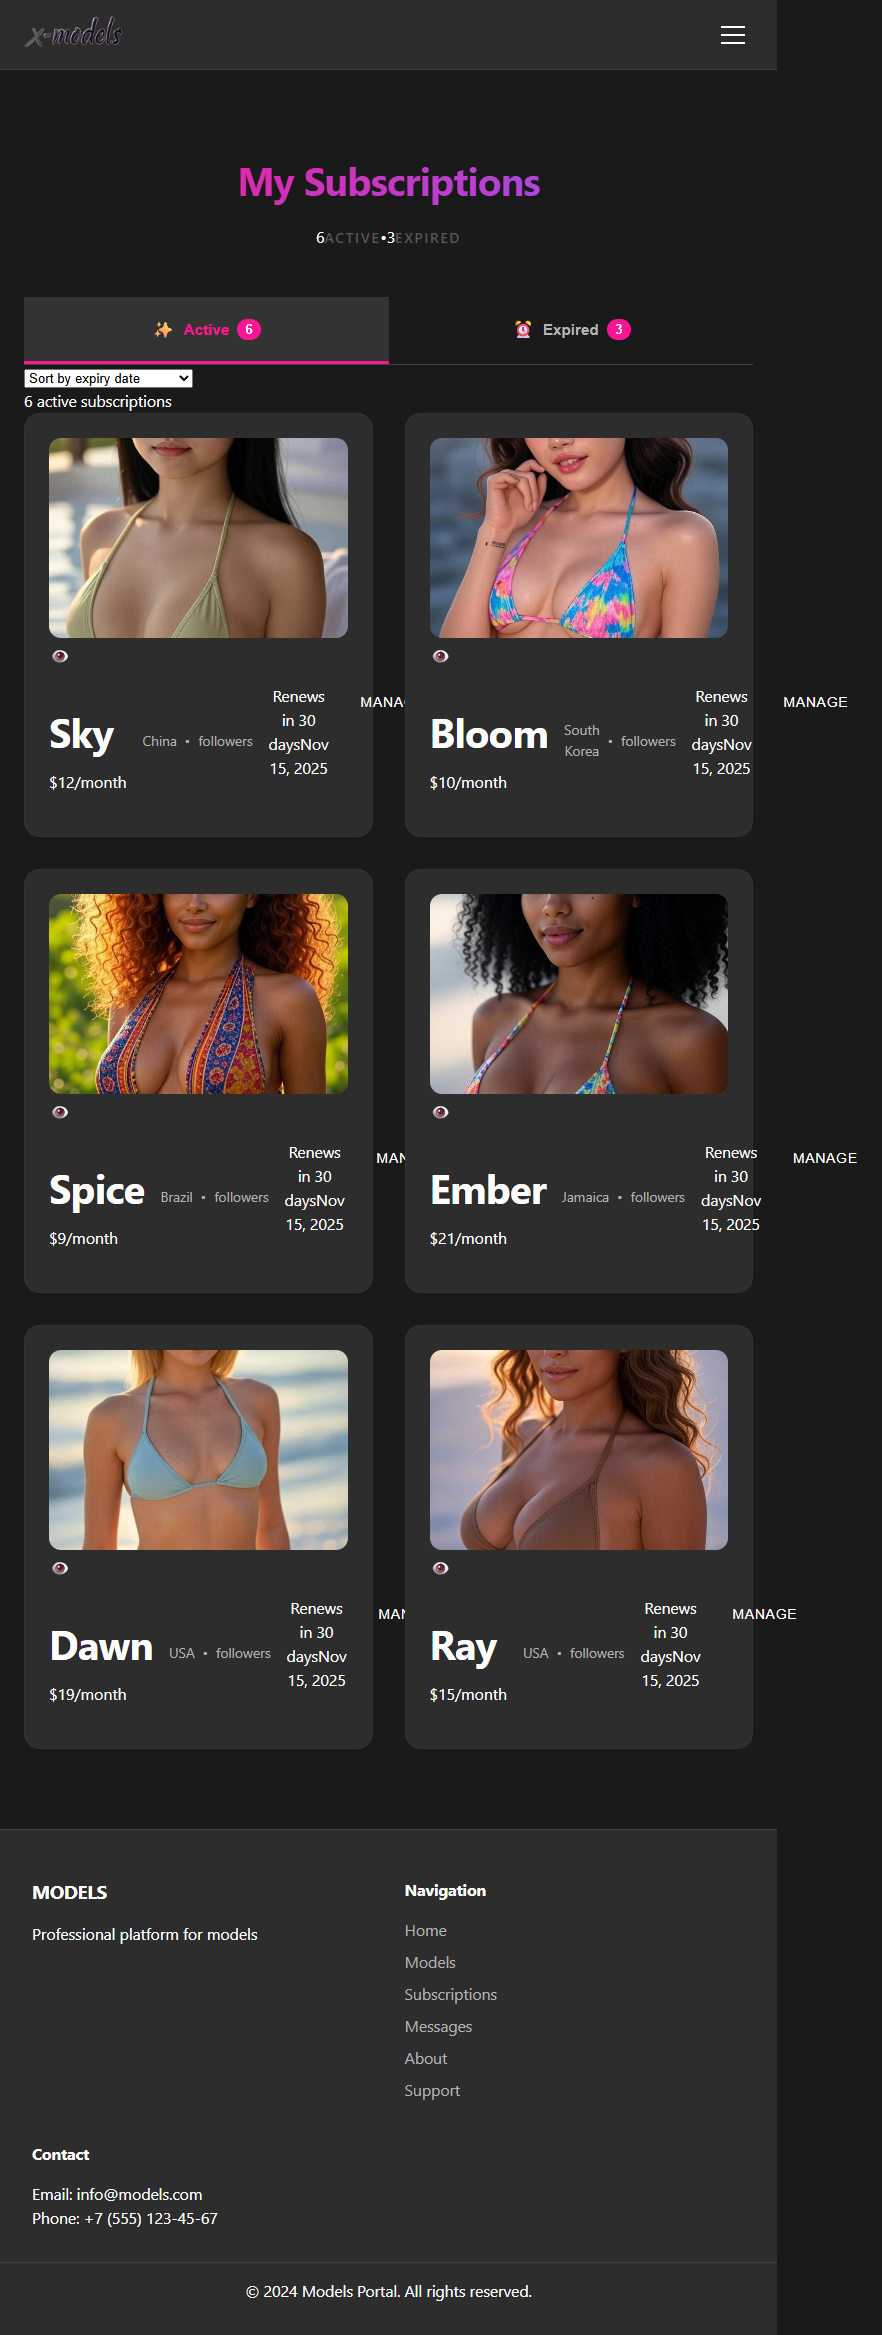 x-models
My Subscriptions
6ACTIVE•3EXPIRED
Active 6
Expired 3
Sort by expiry date
6 active subscriptions
Sky
China • followers
Renews
in 30
daysNov
15, 2025
MANA
$12/month
Bloom
South
Korea
• followers
Renews
in 30
daysNov
15, 2025
MANAGE
$10/month
Spice
Brazil • followers
Renews
in 30
daysNov
15, 2025
MAN
$9/month
Ember
Jamaica • followers
Renews
in 30
daysNov
15, 2025
MANAGE
$21/month
Dawn
USA • followers
Renews
in 30
daysNov
15, 2025
MAN
$19/month
Ray
USA • followers
Renews
in 30
daysNov
15, 2025
MANAGE
$15/month
MODELS
Professional platform for models
Navigation
Home
Models
Subscriptions
Messages
About
Support
Contact
Email: info@models.com
Phone: +7 (555) 123-45-67
© 2024 Models Portal. All rights reserved.